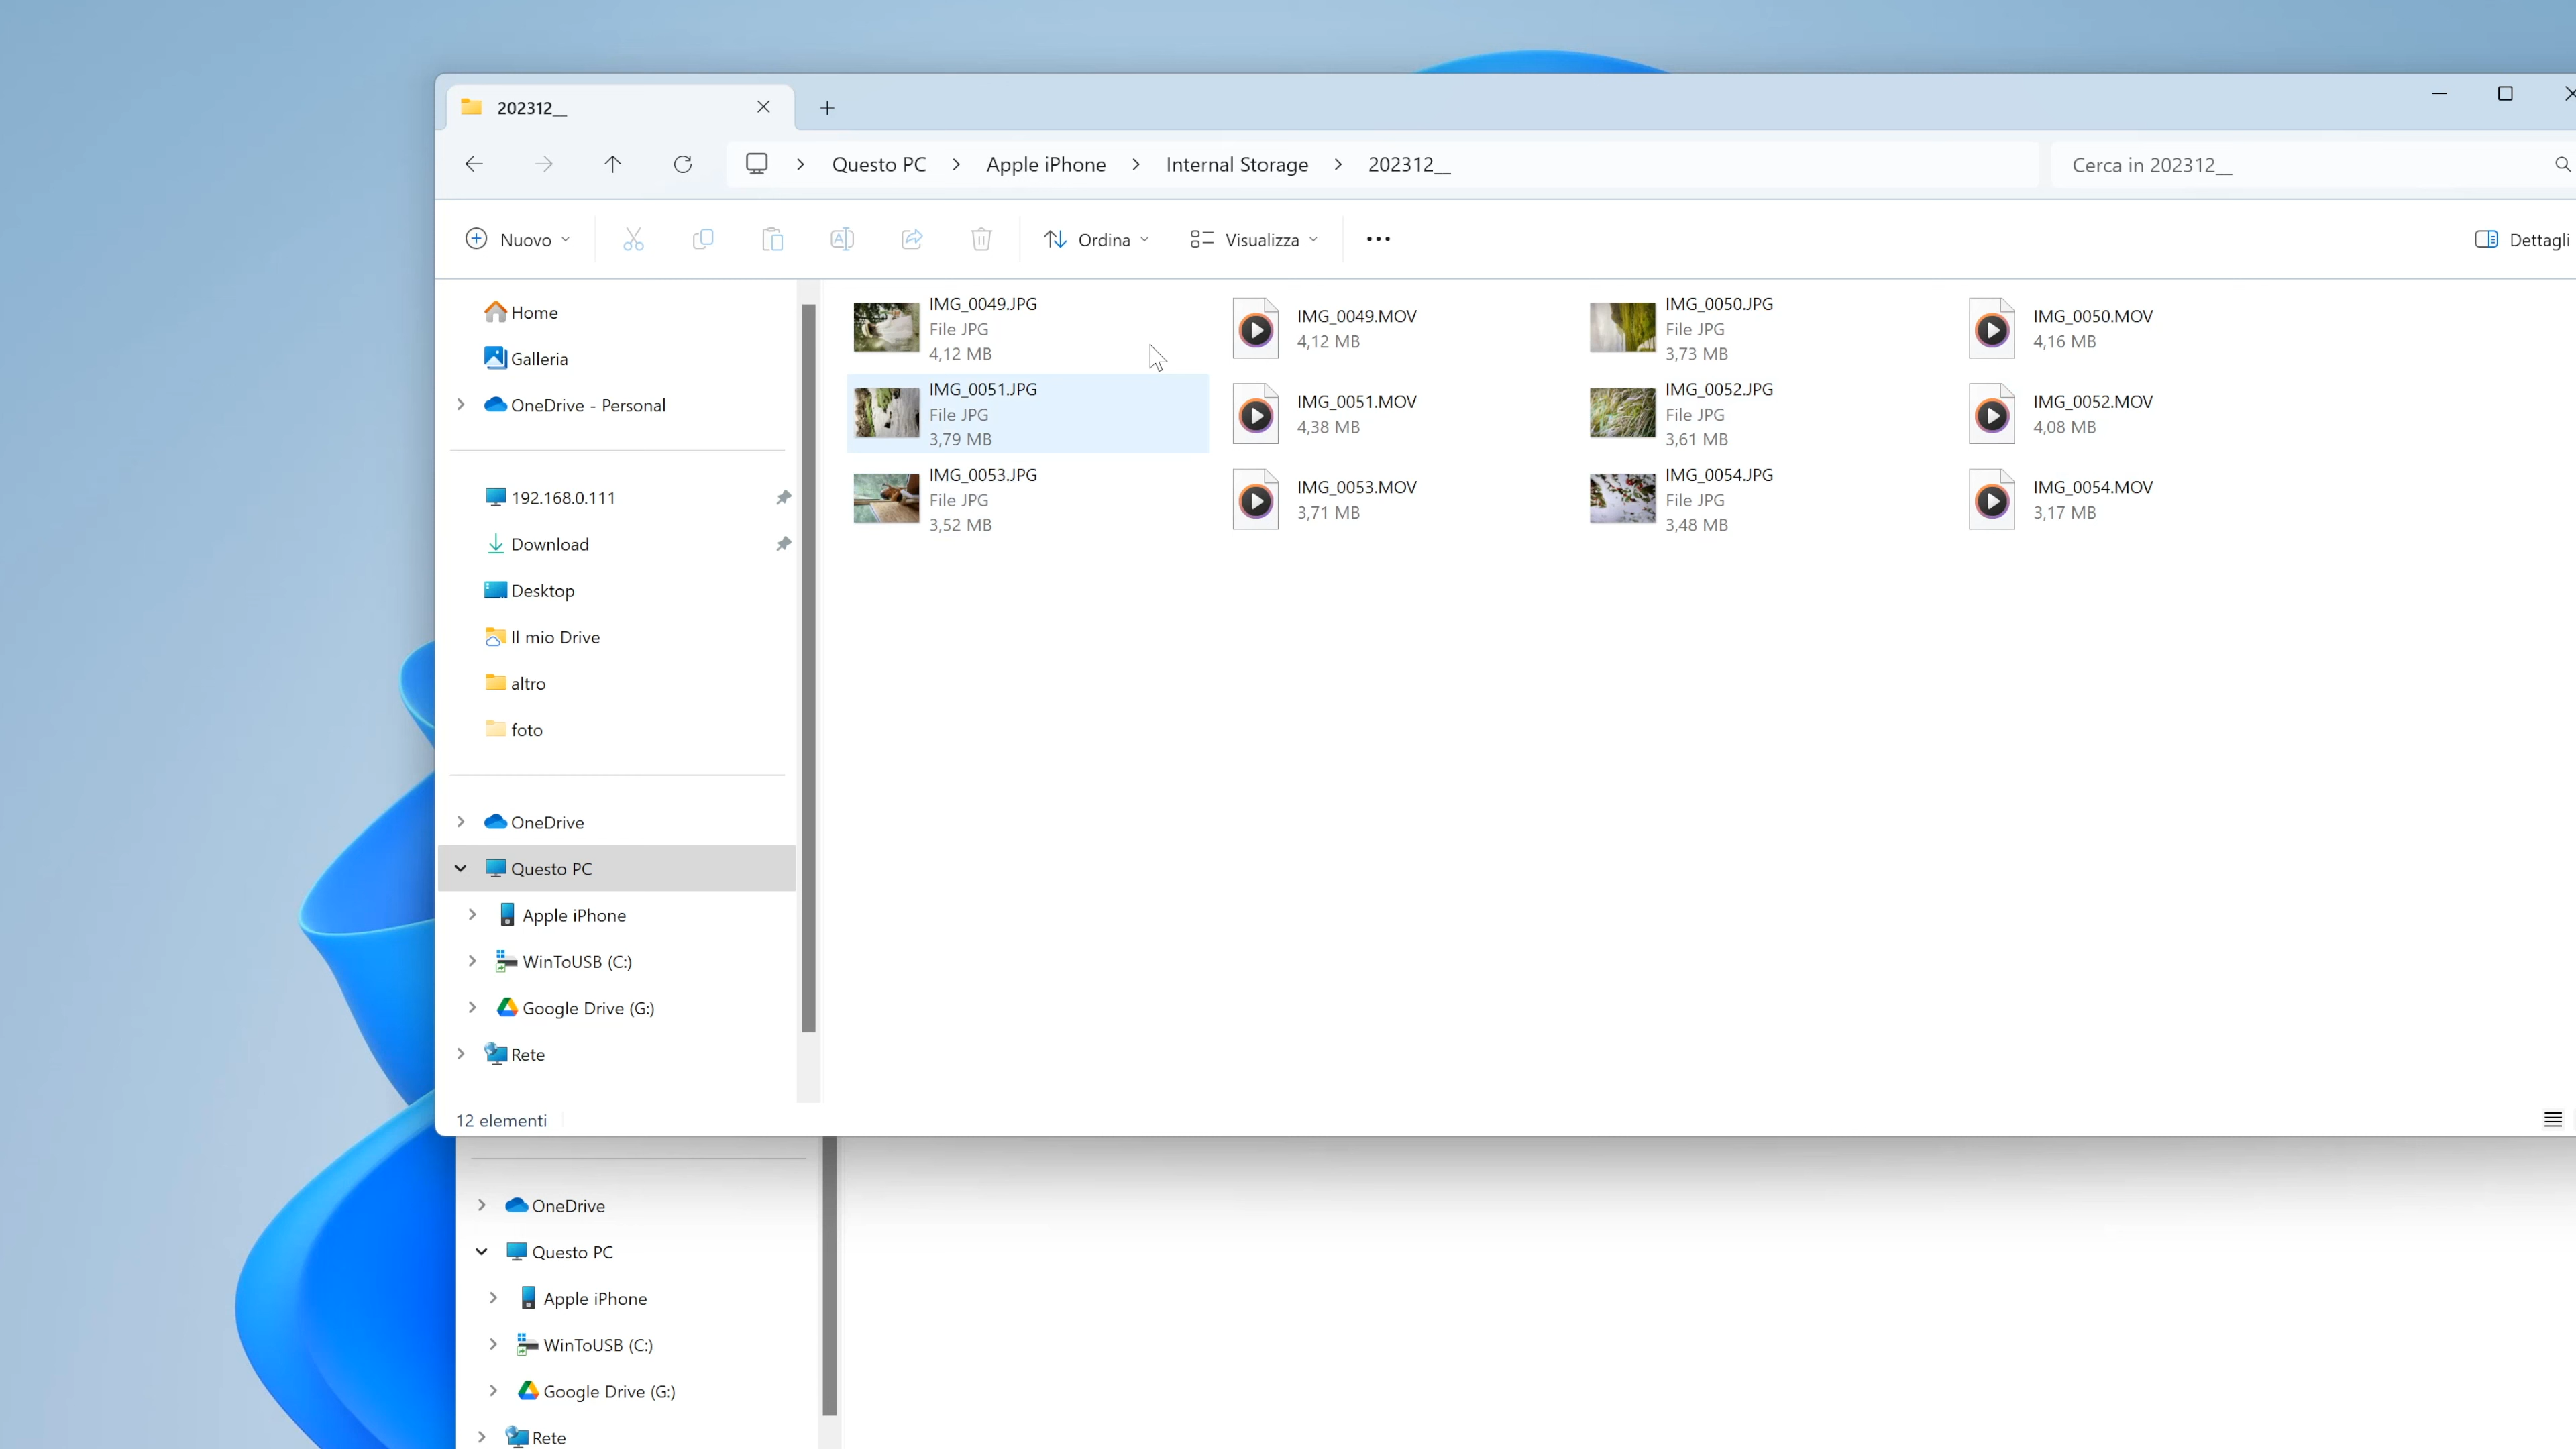 202312__
Questo PC
Apple iPhone
Internal Storage
202312__
Cerca in 202312__
Nuovo
Ordina
Visualizza
Dettagli
Home
Galleria
OneDrive - Personal
192.168.0.111
Download
Desktop
Il mio Drive
altro
foto
OneDrive
Questo PC
Apple iPhone
WinToUSB (C:)
Google Drive (G:)
Rete
IMG_0049.JPG
File JPG
4,12 MB
IMG_0049.MOV
4,12 MB
IMG_0050.JPG
File JPG
3,73 MB
IMG_0050.MOV
4,16 MB
IMG_0051.JPG
File JPG
3,79 MB
IMG_0051.MOV
4,38 MB
IMG_0052.JPG
File JPG
3,61 MB
IMG_0052.MOV
4,08 MB
IMG_0053.JPG
File JPG
3,52 MB
IMG_0053.MOV
3,71 MB
IMG_0054.JPG
File JPG
3,48 MB
IMG_0054.MOV
3,17 MB
12 elementi
OneDrive
Questo PC
Apple iPhone
WinToUSB (C:)
Google Drive (G:)
Rete